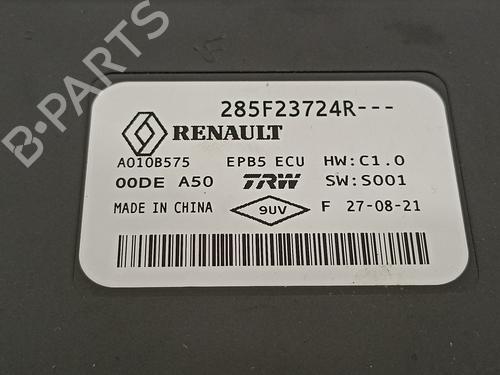 285F23724R---
RENAULT
A010B575 EPB5 ECU HW:C1.0
00DE A50 TRW SW:S001
MADE IN CHINA 9UV F 27-08-21
B-PARTS